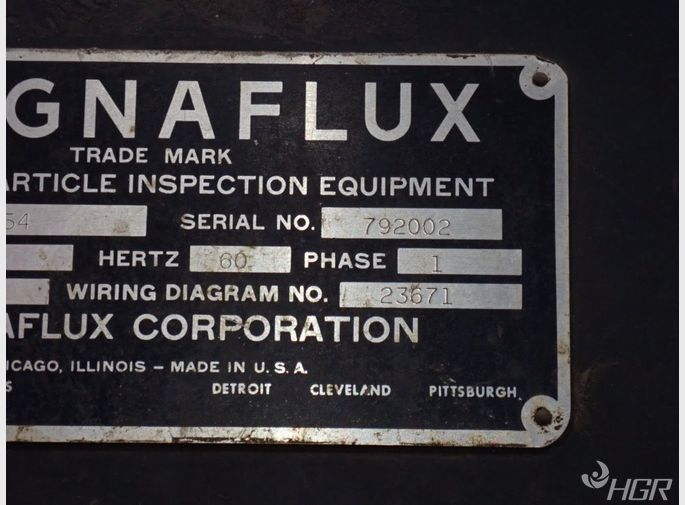 GNAFLUX
TRADE MARK
ARTICLE INSPECTION EQUIPMENT
54 SERIAL NO. 792002
HERTZ 60 PHASE 1
WIRING DIAGRAM NO. 23671
AFLUX CORPORATION
ICAGO, ILLINOIS – MADE IN U.S.A.
S DETROIT CLEVELAND PITTSBURGH
HGR